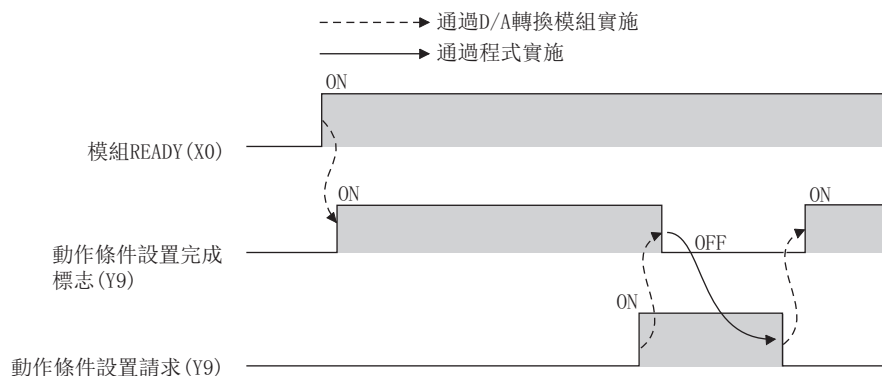 通過D/A轉換模組實施
通過程式實施
ON
模組READY(X0)
ON
ON
動作條件設置完成
標志(Y9)
OFF
ON
動作條件設置請求(Y9)